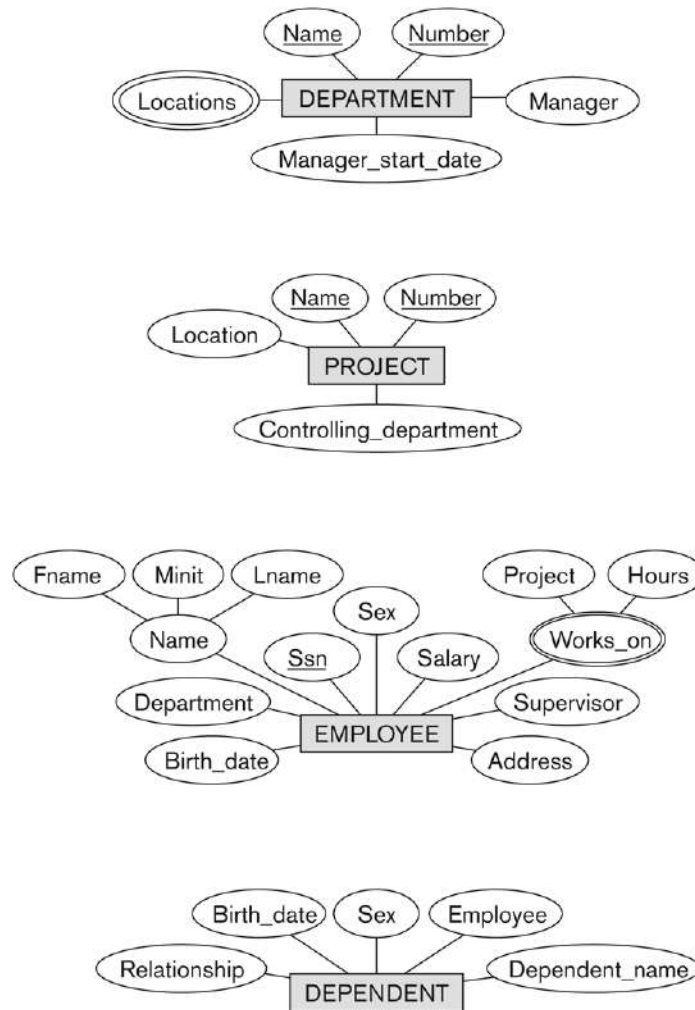 Name Number
Locations DEPARTMENT Manager
Manager_start_date
Name Number
Location
PROJECT
Controlling_department
Fname Minit Lname Project Hours
Sex
Name Works_on
Ssn Salary
Department Supervisor
EMPLOYEE
Birth_date Address
Birth_date Sex Employee
Relationship Dependent_name
DEPENDENT